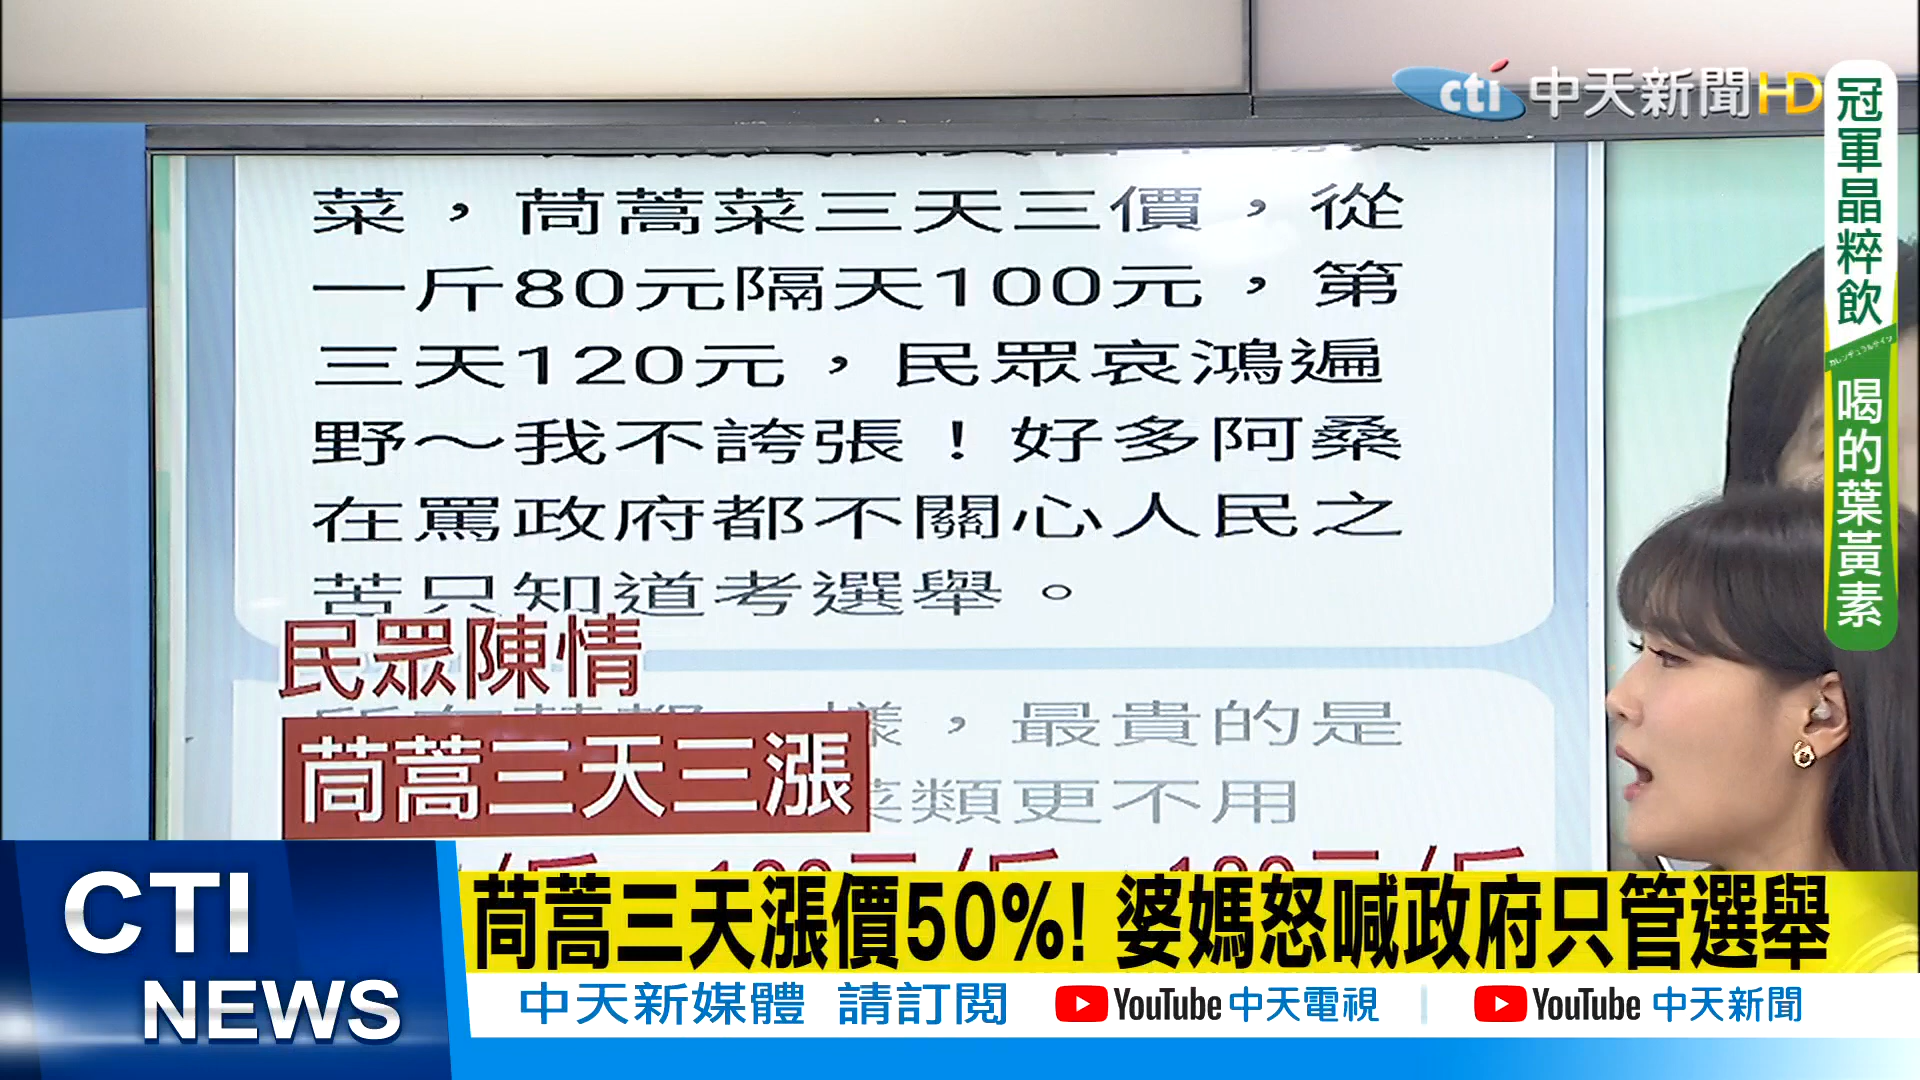 cti 中天新聞HD
冠軍晶粹飲
喝的葉黃素
菜，茼蒿菜三天三價，從
一斤80元隔天100元，第
三天120元，民眾哀鴻遍
野～我不誇張！好多阿桑
在罵政府都不關心人民之
苦只知道考選舉。
民眾陳情
樣，最貴的是
茼蒿三天三漲
菜類更不用
茼蒿三天漲價50%! 婆媽怒喊政府只管選舉
CTI
NEWS
中天新媒體 請訂閱 YouTube 中天電視 | YouTube 中天新聞